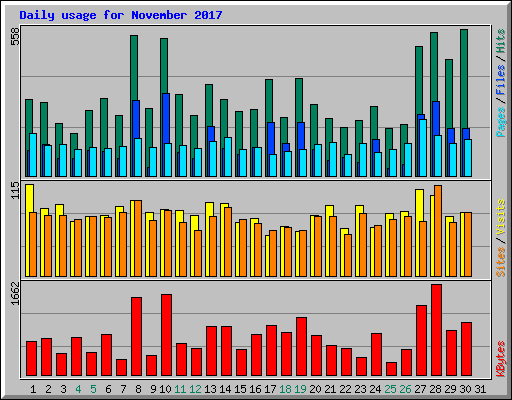 Daily usage for November 2017
558
Pages / Files / Hits
115
Sites / Visits
1662
KBytes
1 2 3 4 5 6 7 8 9 10 11 12 13 14 15 16 17 18 19 20 21 22 23 24 25 26 27 28 29 30 31